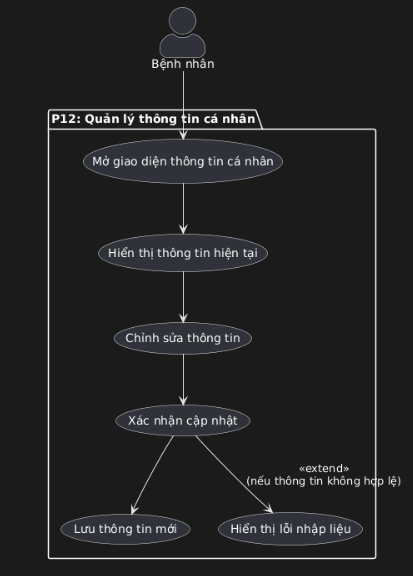 Bệnh nhân
P12: Quản lý thông tin cá nhân
Mở giao diện thông tin cá nhân
Hiển thị thông tin hiện tại
Chỉnh sửa thông tin
Xác nhận cập nhật
«extend»
(nếu thông tin không hợp lệ)
Lưu thông tin mới
Hiển thị lỗi nhập liệu